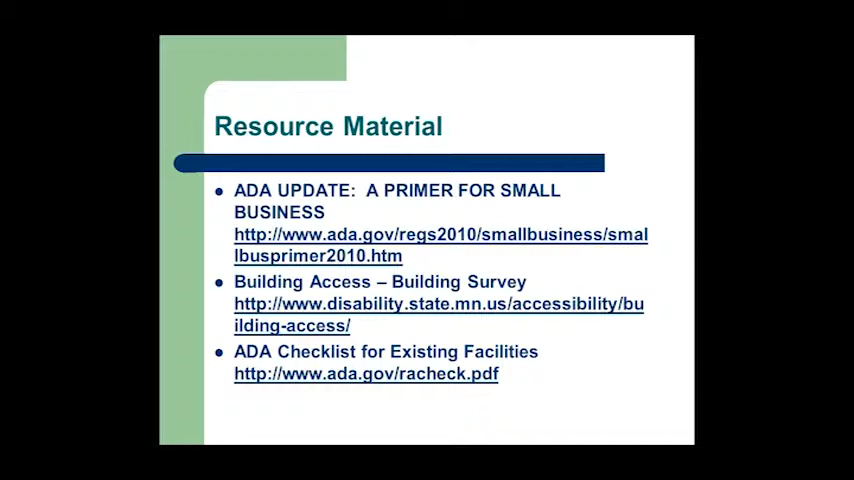 Resource Material
● ADA UPDATE:  A PRIMER FOR SMALL
BUSINESS
http://www.ada.gov/regs2010/smallbusiness/smal
lbusprimer2010.htm
● Building Access – Building Survey
http://www.disability.state.mn.us/accessibility/bu
ilding-access/
● ADA Checklist for Existing Facilities
http://www.ada.gov/racheck.pdf